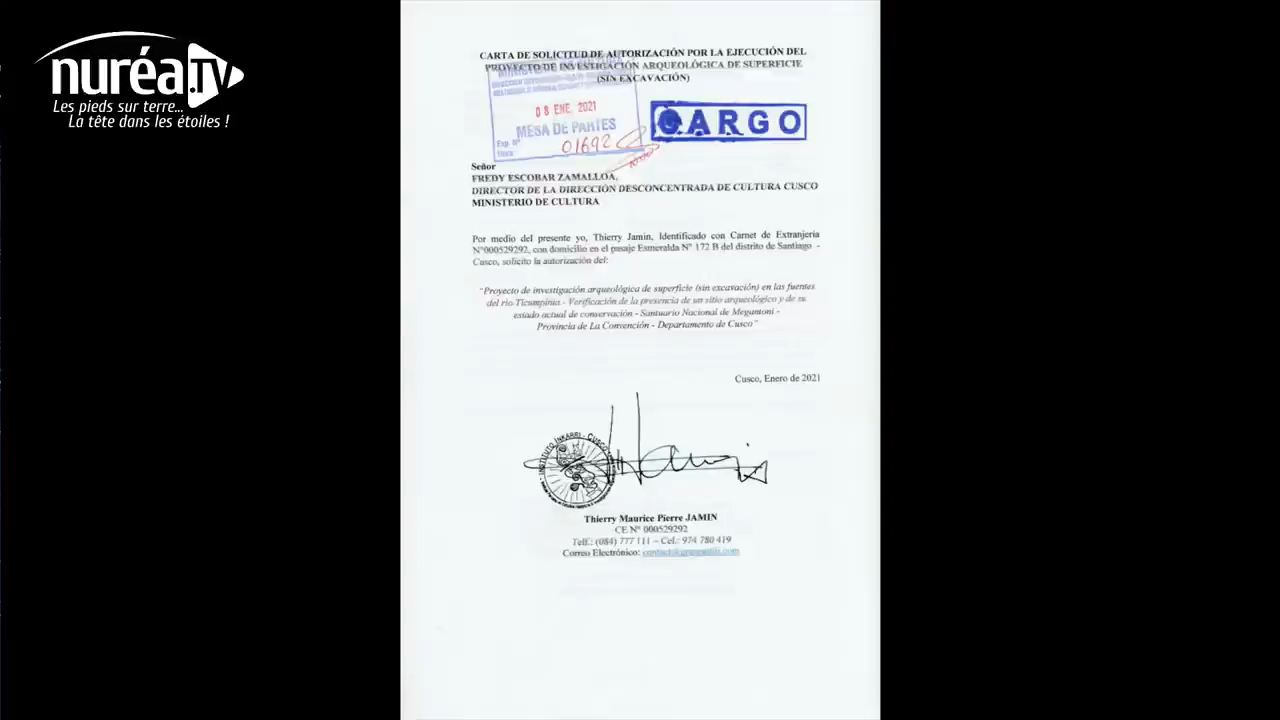 nuréa.TV
Les pieds sur terre...
La tête dans les étoiles !
CARTA DE SOLICITUD DE AUTORIZACIÓN POR LA EJECUCIÓN DEL
PROYECTO DE INVESTIGACIÓN ARQUEOLÓGICA DE SUPERFICIE
(SIN EXCAVACIÓN)
08 ENE. 2021
MESA DE PARTES
Exp. N°
01692
Hora:
CARGO
Señor
FREDY ESCOBAR ZAMALLOA,
DIRECTOR DE LA DIRECCIÓN DESCONCENTRADA DE CULTURA CUSCO
MINISTERIO DE CULTURA
Por medio del presente yo, Thierry Jamin, Identificado con Carnet de Extranjería
N°000529292, con domicilio en el pasaje Esmeralda N° 172 B del distrito de Santiago -
Cusco, solicito la autorización del:
“Proyecto de investigación arqueológica de superficie (sin excavación) en las fuentes
del río Ticumpinia - Verificación de la presencia de un sitio arqueológico y de su
estado actual de conservación - Santuario Nacional de Megantoni -
Provincia de La Convención - Departamento de Cusco”
Cusco, Enero de 2021
INSTITUTO INKARRI - CUSCO
Thierry Maurice Pierre JAMIN
CE N° 000529292
Telf.: (084) 777 111 – Cel.: 974 780 419
Correo Electrónico: